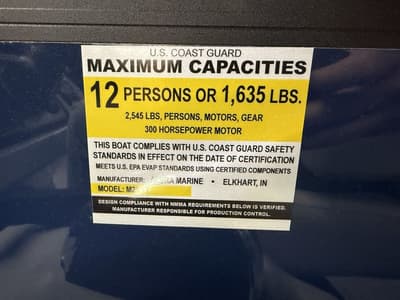 U.S. COAST GUARD
MAXIMUM CAPACITIES
12 PERSONS OR 1,635 LBS.
2,545 LBS, PERSONS, MOTORS, GEAR
300 HORSEPOWER MOTOR
THIS BOAT COMPLIES WITH U.S. COAST GUARD SAFETY
STANDARDS IN EFFECT ON THE DATE OF CERTIFICATION
MEETS U.S. EPA EVAP STANDARDS USING CERTIFIED COMPONENTS
MANUFACTURER: MARINE • ELKHART, IN
MODEL:
DESIGN COMPLIANCE WITH NMMA REQUIREMENTS BELOW IS VERIFIED.
MANUFACTURER RESPONSIBLE FOR PRODUCTION CONTROL.